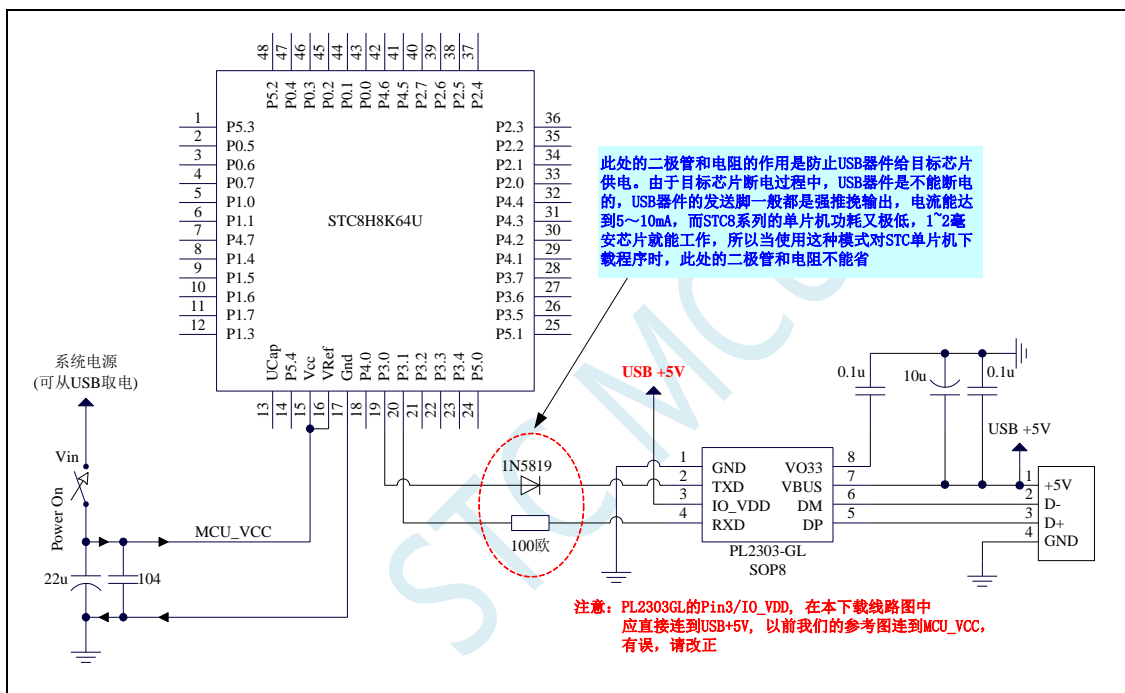 48 47 46 45 44 43 42 41 40 39 38 37
P5.2 P0.4 P0.3 P0.2 P0.1 P0.0 P4.6 P4.5 P2.7 P2.6 P2.5 P2.4
1 P5.3
2 P0.5
3 P0.6
4 P0.7
5 P1.0
6 P1.1
7 P4.7
8 P1.4
9 P1.5
10 P1.6
11 P1.7
12 P1.3
STC8H8K64U
P2.3 36
P2.2 35
P2.1 34
P2.0 33
P4.4 32
P4.3 31
P4.2 30
P4.1 29
P3.7 28
P3.6 27
P3.5 26
P5.1 25
UCap P5.4 Vcc VRef Gnd P4.0 P3.0 P3.1 P3.2 P3.3 P3.4 P5.0
13 14 15 16 17 18 19 20 21 22 23 24
此处的二极管和电阻的作用是防止USB器件给目标芯片
供电。由于目标芯片断电过程中，USB器件是不能断电
的，USB器件的发送脚一般都是强推挽输出，电流能达
到5～10mA，而STC8系列的单片机功耗又极低，1~2毫
安芯片就能工作，所以当使用这种模式对STC单片机下
载程序时，此处的二极管和电阻不能省
系统电源
(可从USB取电)
Vin
Power On
MCU_VCC
22u
104
1N5819
100欧
USB +5V
0.1u
10u
0.1u
USB +5V
1 GND
2 TXD
3 IO_VDD
4 RXD
VO33 8
VBUS 7
DM 6
DP 5
PL2303-GL
SOP8
1 +5V
2 D-
3 D+
4 GND
注意：PL2303GL的Pin3/IO_VDD, 在本下载线路图中
应直接连到USB+5V, 以前我们的参考图连到MCU_VCC,
有误，请改正
STC MCU